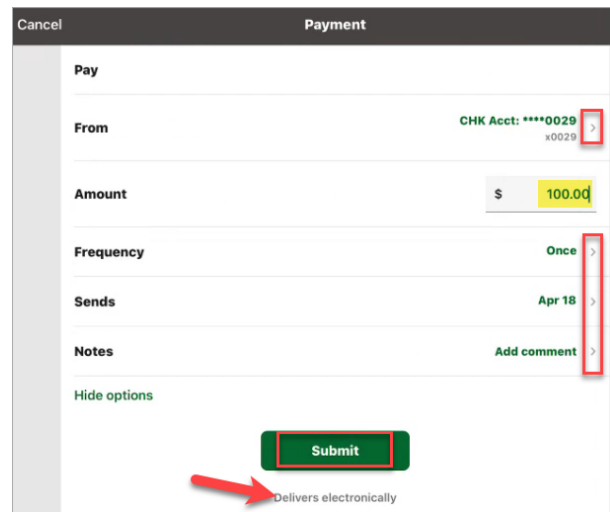 Cancel Payment
Pay
From CHK Acct: ****0029
x0029
Amount $ 100.00
Frequency Once
Sends Apr 18
Notes Add comment
Hide options
Submit
Delivers electronically